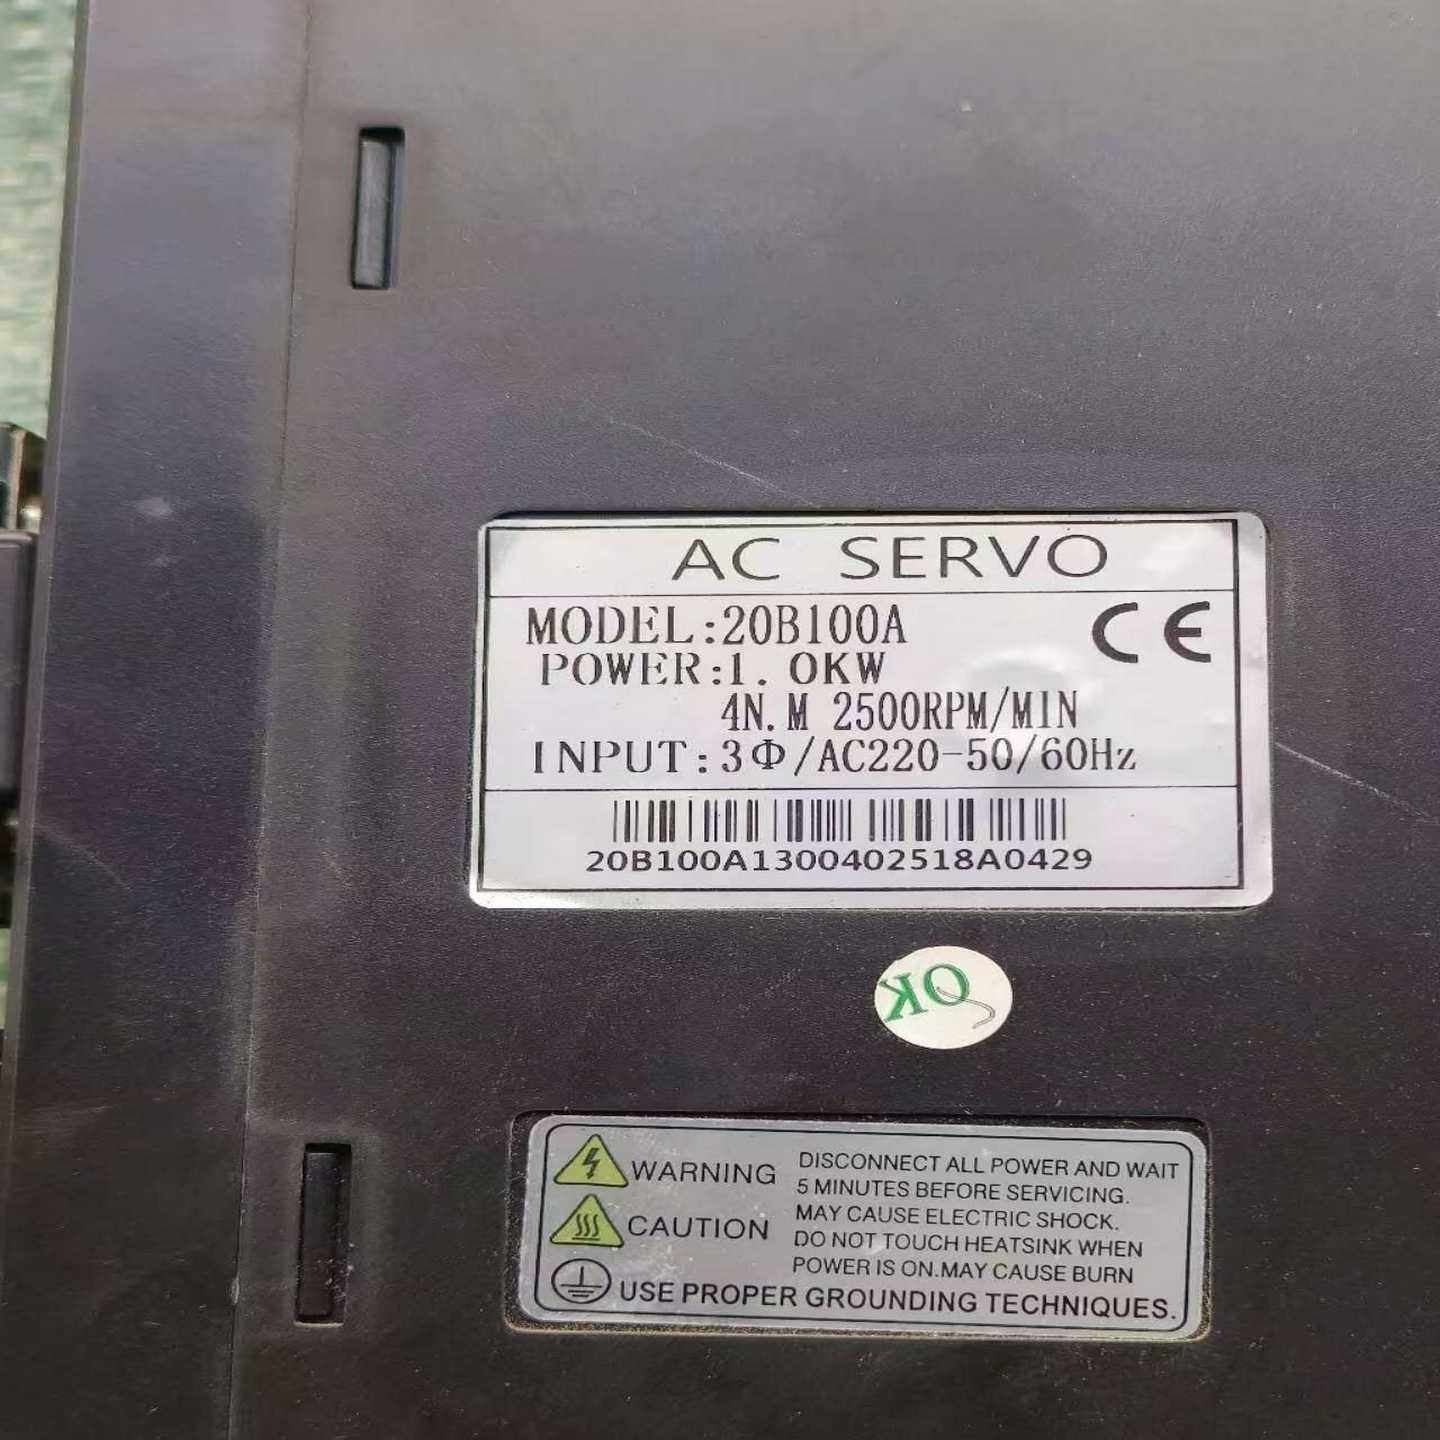 AC SERVO
MODEL:20B100A
CE
POWER:1.0KW
4N.M 2500RPM/MIN
INPUT:3Φ/AC220-50/60Hz
20B100A1300402518A0429
OK
WARNING
DISCONNECT ALL POWER AND WAIT
5 MINUTES BEFORE SERVICING.
MAY CAUSE ELECTRIC SHOCK.
CAUTION
DO NOT TOUCH HEATSINK WHEN
POWER IS ON.MAY CAUSE BURN
USE PROPER GROUNDING TECHNIQUES.